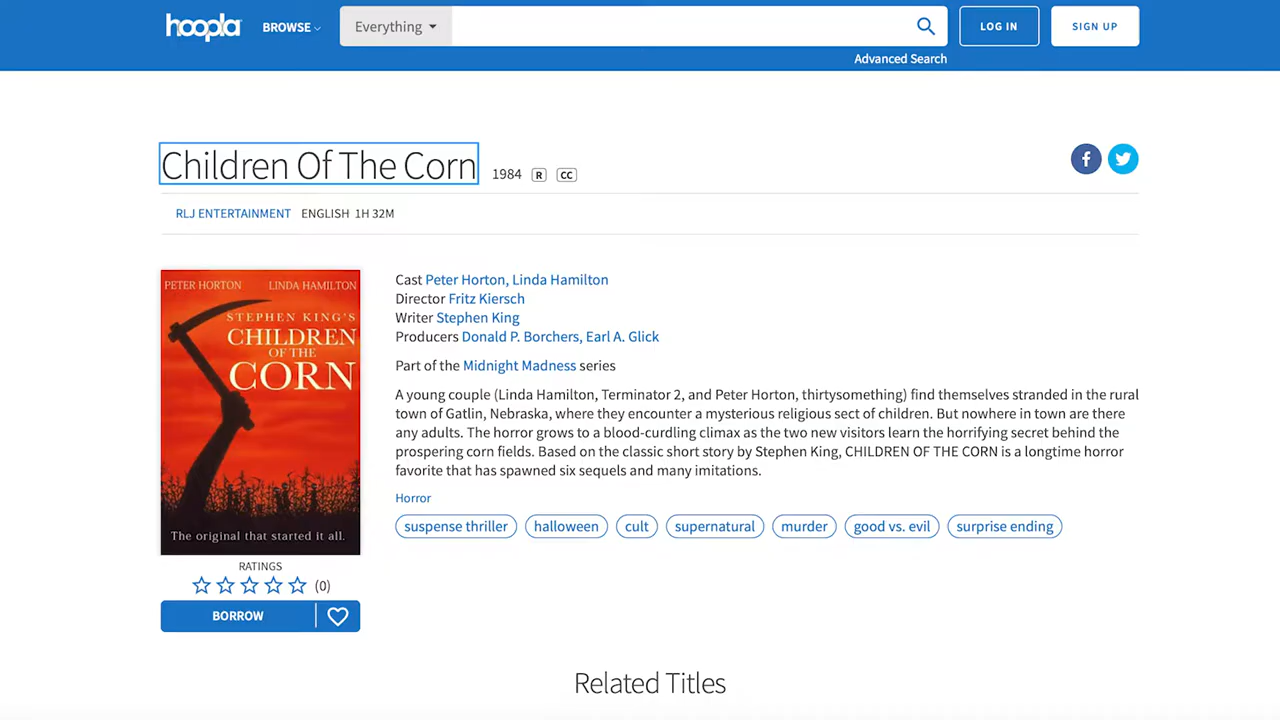 hoopla BROWSE Everything LOG IN SIGN UP
Advanced Search
Children Of The Corn 1984 R CC
RLJ ENTERTAINMENT ENGLISH 1H 32M
PETER HORTON LINDA HAMILTON
STEPHEN KING'S
CHILDREN
OF THE
CORN
The original that started it all.
RATINGS
(0)
BORROW
Cast Peter Horton, Linda Hamilton
Director Fritz Kiersch
Writer Stephen King
Producers Donald P. Borchers, Earl A. Glick
Part of the Midnight Madness series
A young couple (Linda Hamilton, Terminator 2, and Peter Horton, thirtysomething) find themselves stranded in the rural
town of Gatlin, Nebraska, where they encounter a mysterious religious sect of children. But nowhere in town are there
any adults. The horror grows to a blood-curdling climax as the two new visitors learn the horrifying secret behind the
prospering corn fields. Based on the classic short story by Stephen King, CHILDREN OF THE CORN is a longtime horror
favorite that has spawned six sequels and many imitations.
Horror
suspense thriller halloween cult supernatural murder good vs. evil surprise ending
Related Titles